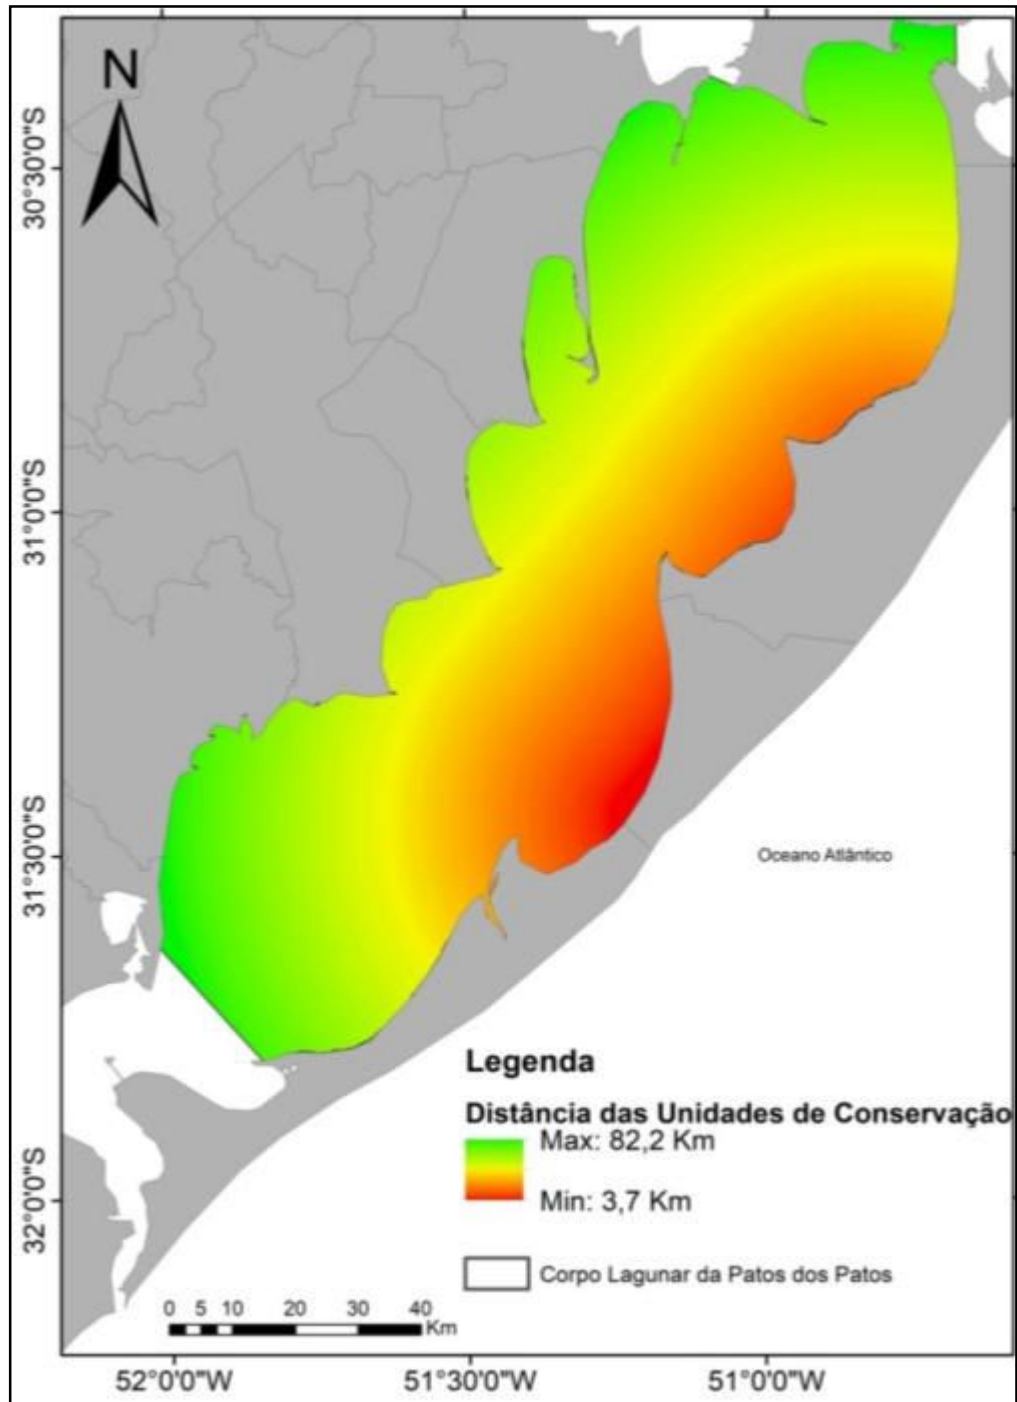 N
30°30'0"S
31°0'0"S
31°30'0"S
32°0'0"S
Oceano Atlântico
Legenda
Distância das Unidades de Conservação
Max: 82,2 Km
Min: 3,7 Km
Corpo Lagunar da Patos dos Patos
0 5 10 20 30 40
Km
52°0'0"W 51°30'0"W 51°0'0"W